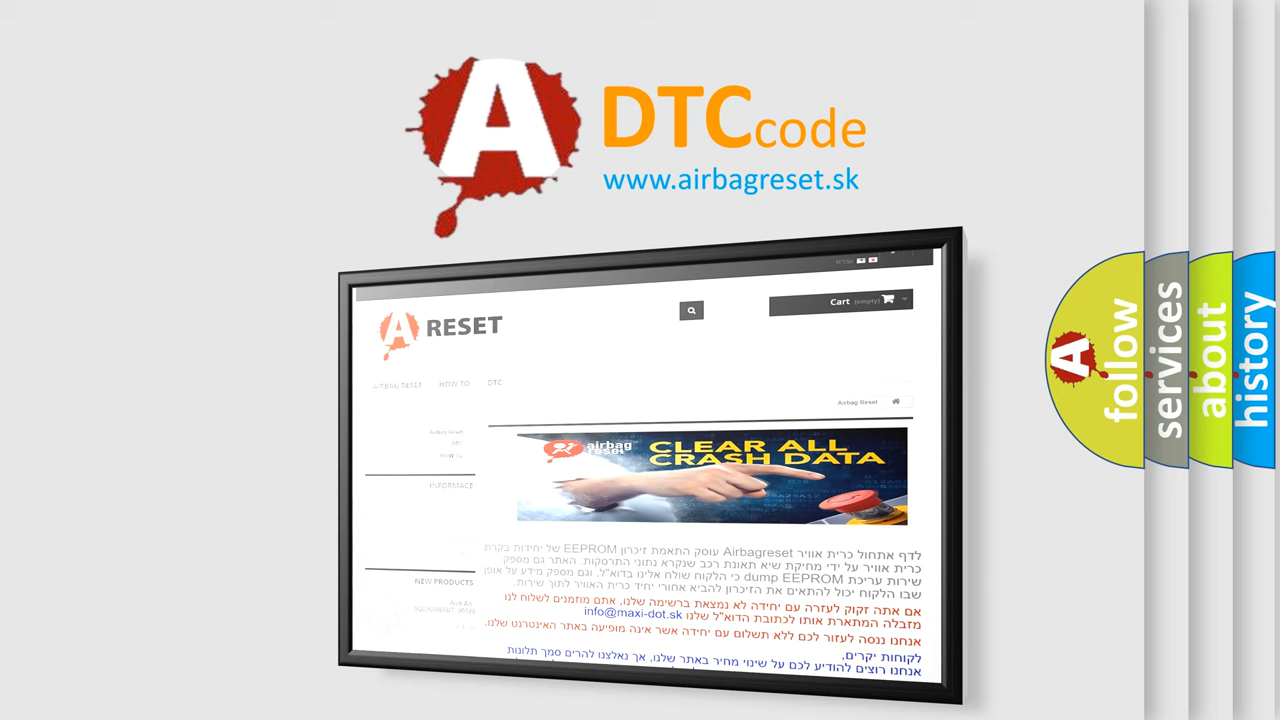 A DTCcode
www.airbagreset.sk
עברית
Cart (empty)
A RESET
AIRBAG RESET HOW TO DTC
Airbag Reset
Airbag Reset
DTC
HOW TO
INFORMACE
NEW PRODUCTS
airbag
reset
CLEAR ALL
CRASH DATA
לדף אתחול כרית אוויר Airbagreset עוסק התאמת זיכרון EEPROM של יחידות בקרת
כרית אוויר על ידי מחיקת שיא תאונת רכב שנקרא נתוני התרסקות. האתר גם מספק
שירות עריכת dump EEPROM כי הלקוח שולח אלינו בדוא"ל. וגם מספק מידע על אופן
שבו הלקוח יכול להתאים את הזיכרון להביא אחורי יחיד כרית האוויר לתוך שירות.
אם אתה זקוק לעזרה עם יחידה לא נמצאת ברשימה שלנו, אתם מוזמנים לשלוח לנו
מזבלה המתארת אותו לכתובת הדוא"ל שלנו info@maxi-dot.sk
אנחנו ננסה לעזור לכם ללא תשלום עם יחידה אשר אינה מופיעה באתר האינטרנט שלנו.
לקוחות יקרים,
אנחנו רוצים להודיע לכם על שינוי מחיר באתר שלנו, אך נאלצנו להרים סמך תלונות
A follow
services
about
history